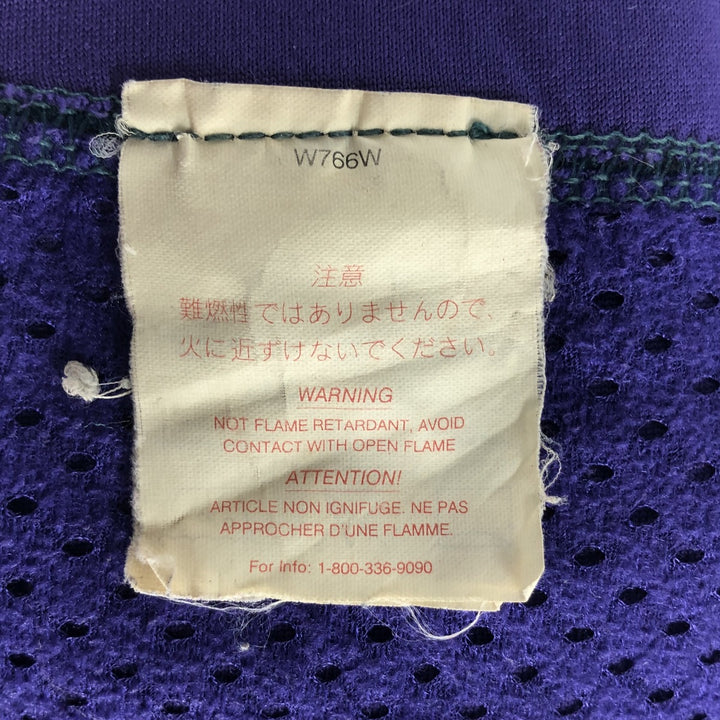 W766W
注意
難燃性ではありませんので、
火に近ずけないでください。
WARNING
NOT FLAME RETARDANT, AVOID
CONTACT WITH OPEN FLAME
ATTENTION!
ARTICLE NON IGNIFUGE. NE PAS
APPROCHER D'UNE FLAMME.
For Info: 1-800-336-9090